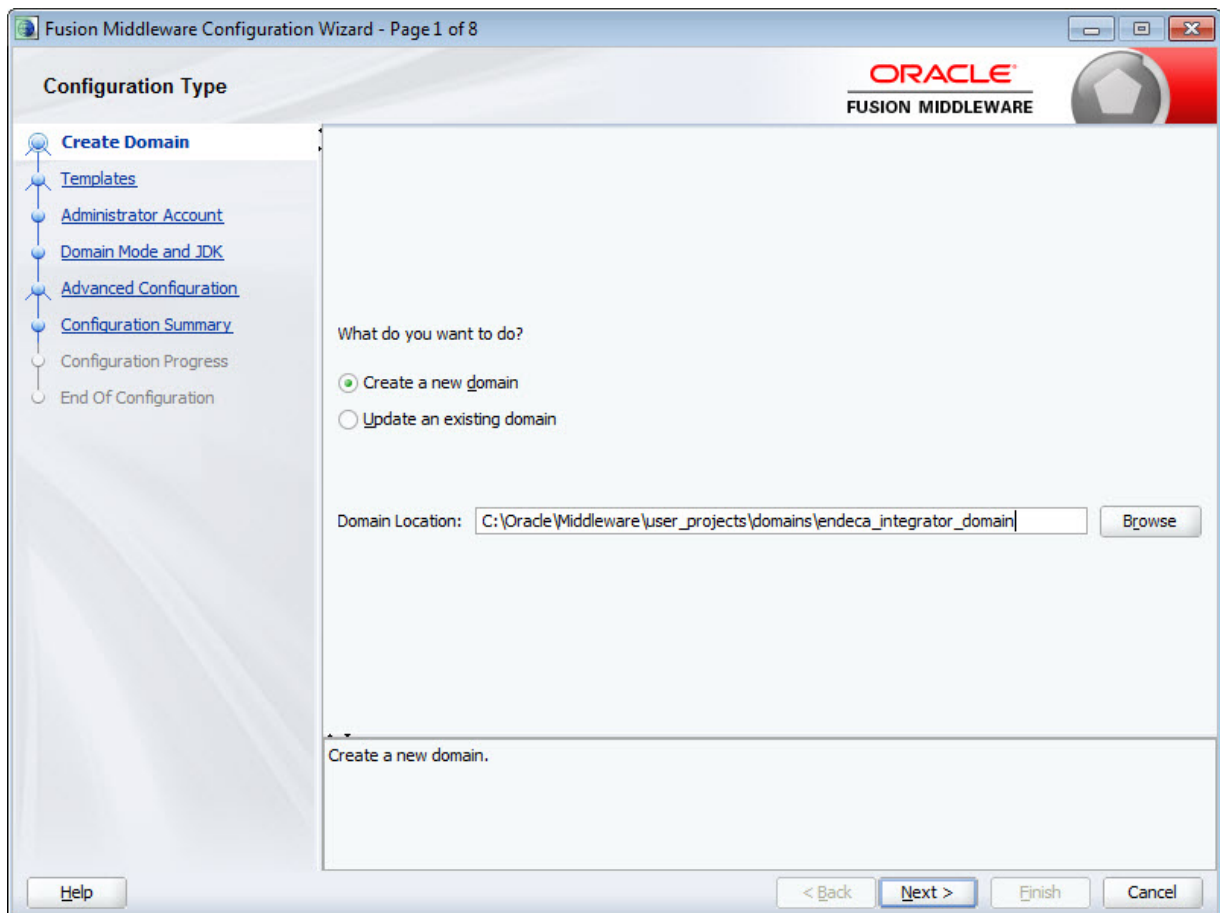 Fusion Middleware Configuration Wizard - Page 1 of 8
Configuration Type
ORACLE
FUSION MIDDLEWARE
Create Domain
Templates
Administrator Account
Domain Mode and JDK
Advanced Configuration
Configuration Summary
Configuration Progress
End Of Configuration
What do you want to do?
Create a new domain
Update an existing domain
Domain Location: C:\Oracle\Middleware\user_projects\domains\endeca_integrator_domain Browse
Create a new domain.
Help < Back Next > Finish Cancel